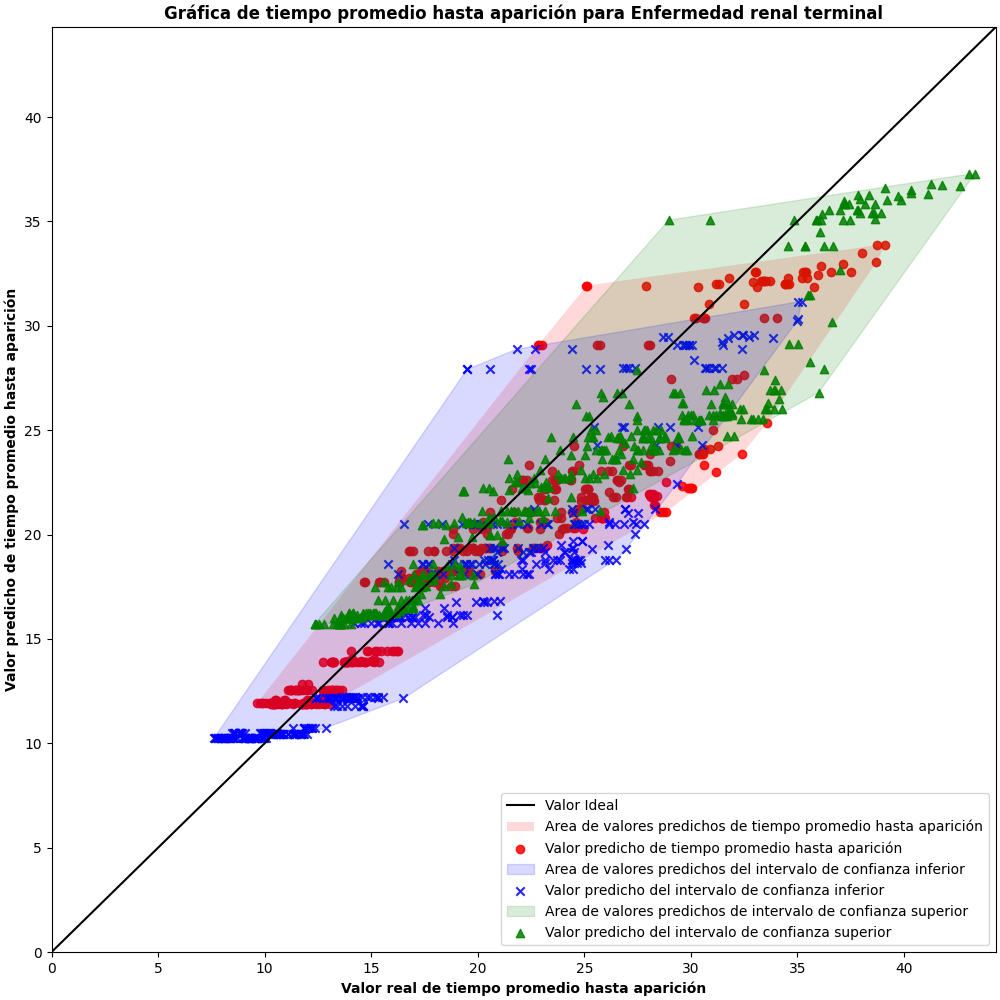 Gráfica de tiempo promedio hasta aparición para Enfermedad renal terminal
Valor predicho de tiempo promedio hasta aparición
40
35
30
25
20
15
10
5
0
Valor Ideal
Area de valores predichos de tiempo promedio hasta aparición
Valor predicho de tiempo promedio hasta aparición
Area de valores predichos del intervalo de confianza inferior
Valor predicho del intervalo de confianza inferior
Area de valores predichos de intervalo de confianza superior
Valor predicho del intervalo de confianza superior
0 5 10 15 20 25 30 35 40
Valor real de tiempo promedio hasta aparición